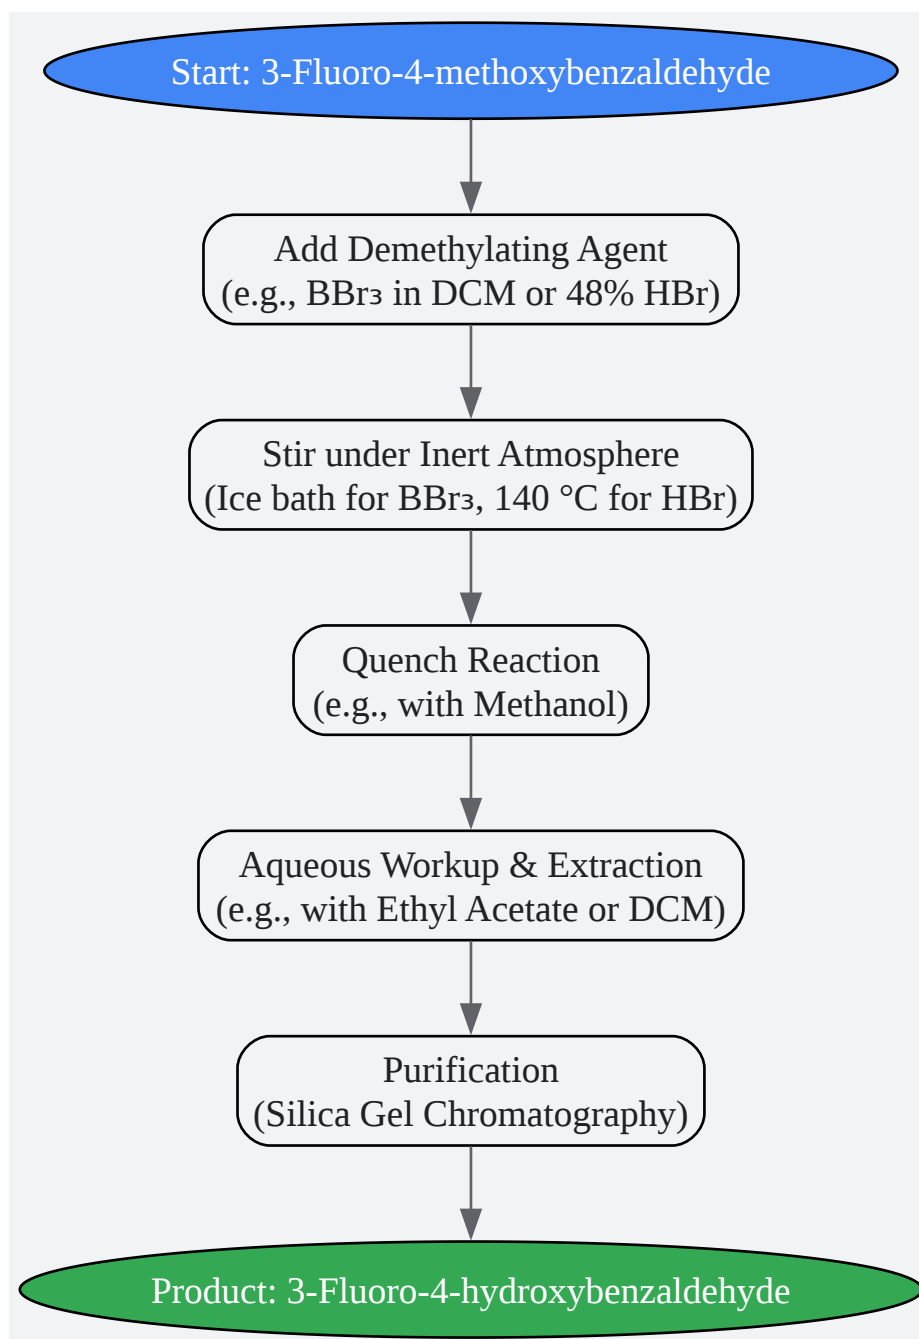 Start: 3-Fluoro-4-methoxybenzaldehyde
Add Demethylating Agent
(e.g., BBr₃ in DCM or 48% HBr)
Stir under Inert Atmosphere
(Ice bath for BBr₃, 140 °C for HBr)
Quench Reaction
(e.g., with Methanol)
Aqueous Workup & Extraction
(e.g., with Ethyl Acetate or DCM)
Purification
(Silica Gel Chromatography)
Product: 3-Fluoro-4-hydroxybenzaldehyde